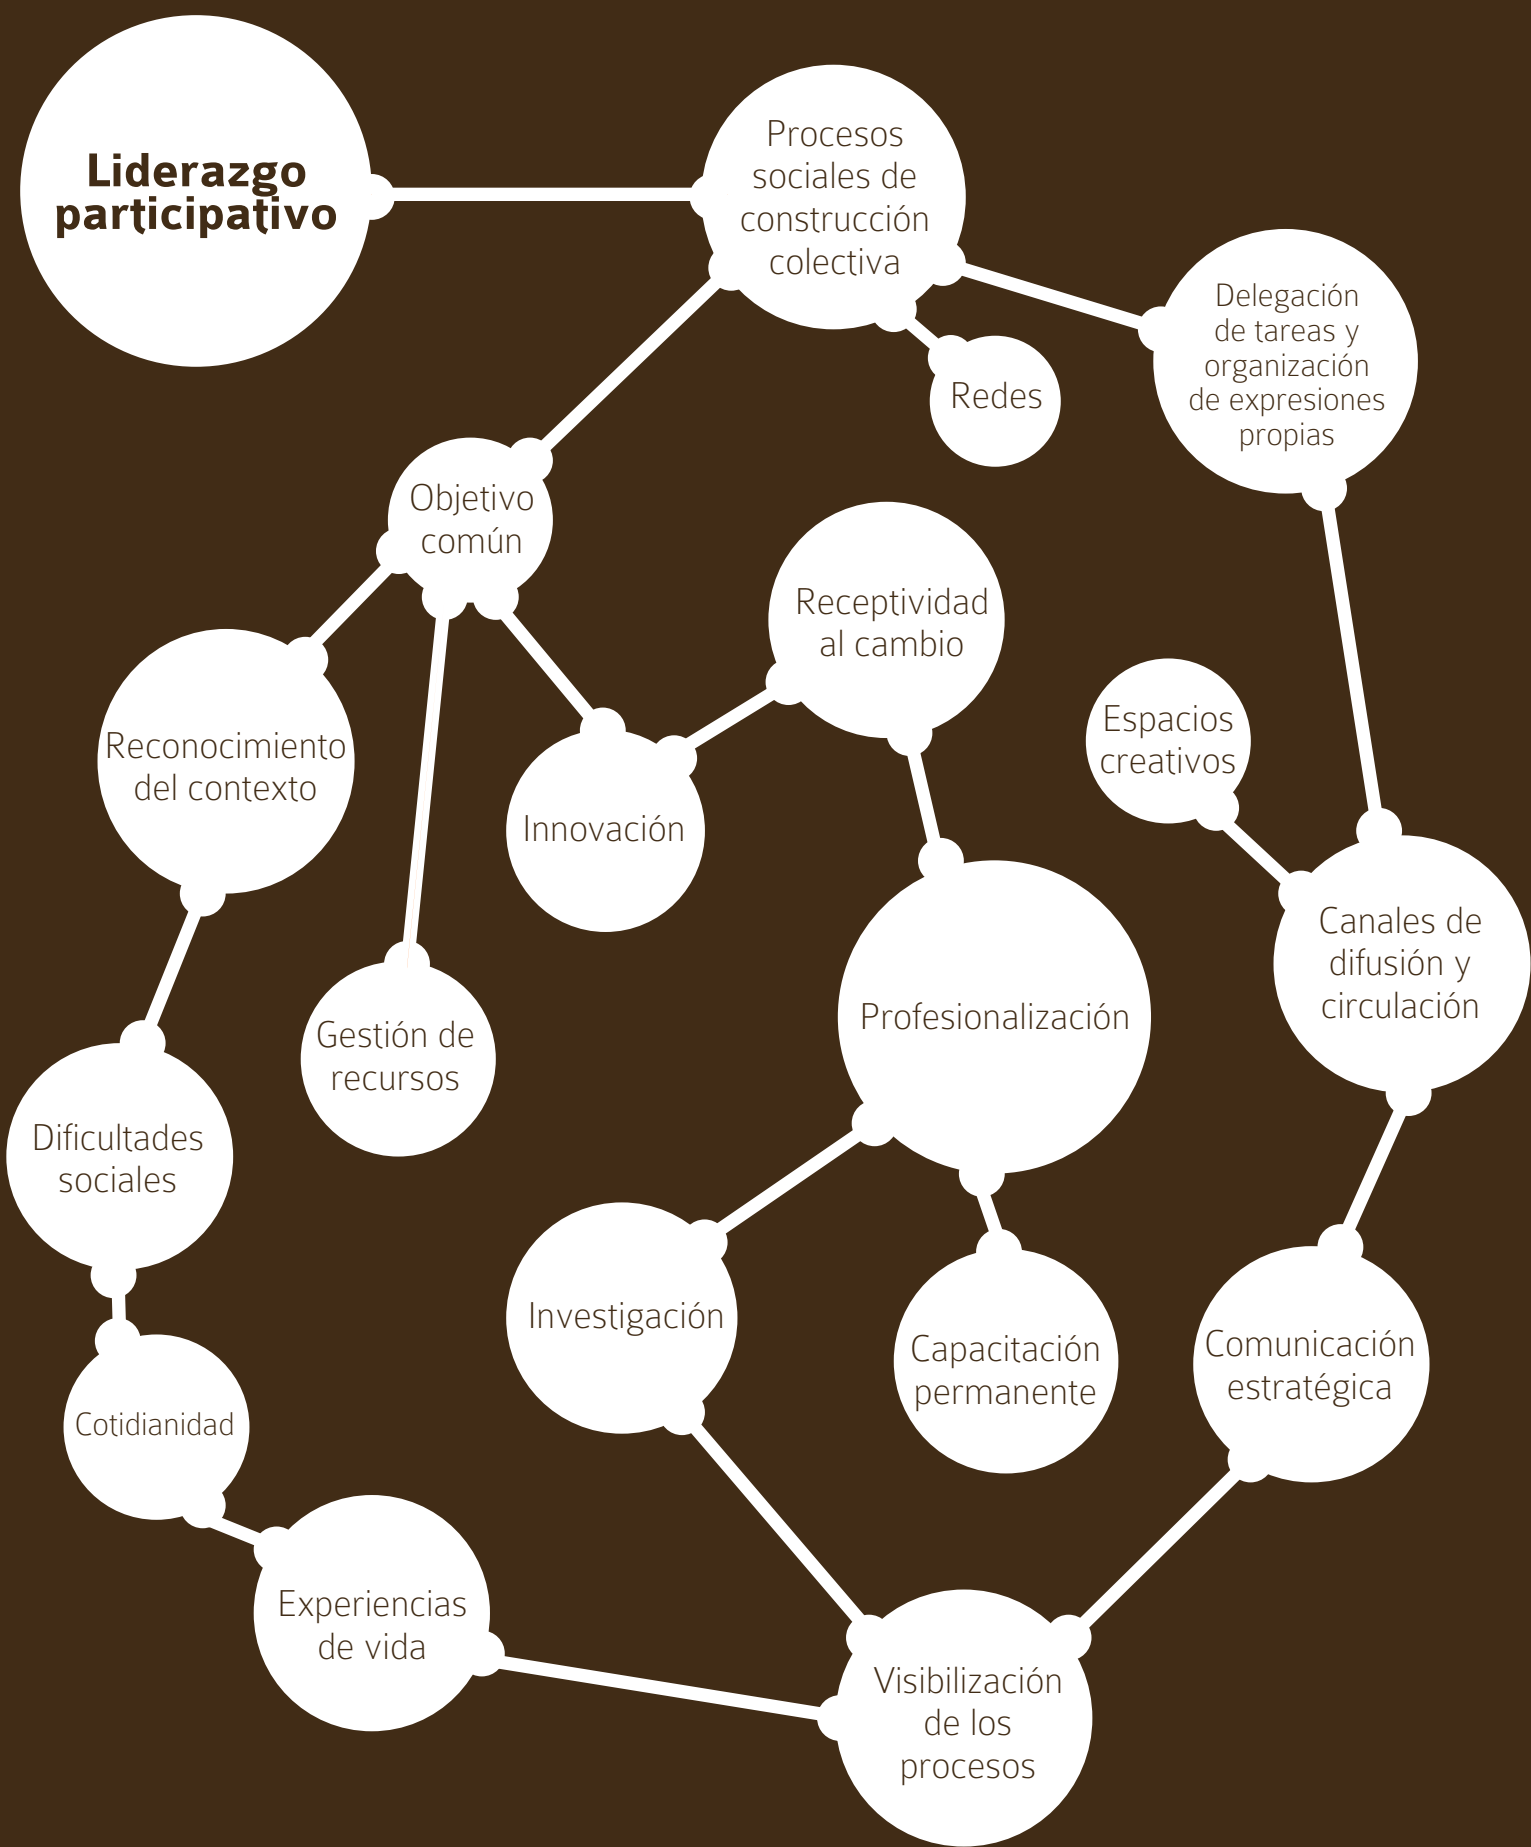 Liderazgo
participativo
Procesos
sociales de
construcción
colectiva
Delegación
de tareas y
organización
de expresiones
propias
Redes
Objetivo
común
Receptividad
al cambio
Espacios
creativos
Reconocimiento
del contexto
Innovación
Canales de
difusión y
circulación
Profesionalización
Gestión de
recursos
Dificultades
sociales
Investigación
Capacitación
permanente
Comunicación
estratégica
Cotidianidad
Experiencias
de vida
Visibilización
de los
procesos